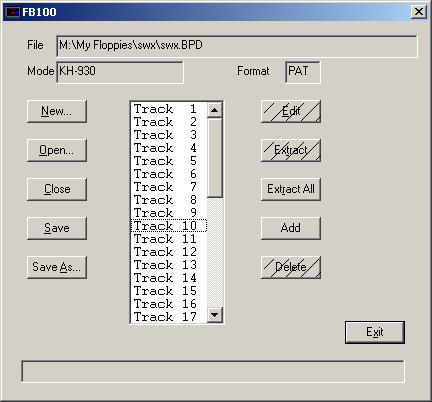 FB100
File M:\My Floppies\swx\swx.BPD
Mode KH-930 Format PAT
New...
Open...
Close
Save
Save As...
Track 1
Track 2
Track 3
Track 4
Track 5
Track 6
Track 7
Track 8
Track 9
Track 10
Track 11
Track 12
Track 13
Track 14
Track 15
Track 16
Track 17
Edit
Extract
Extract All
Add
Delete
Exit